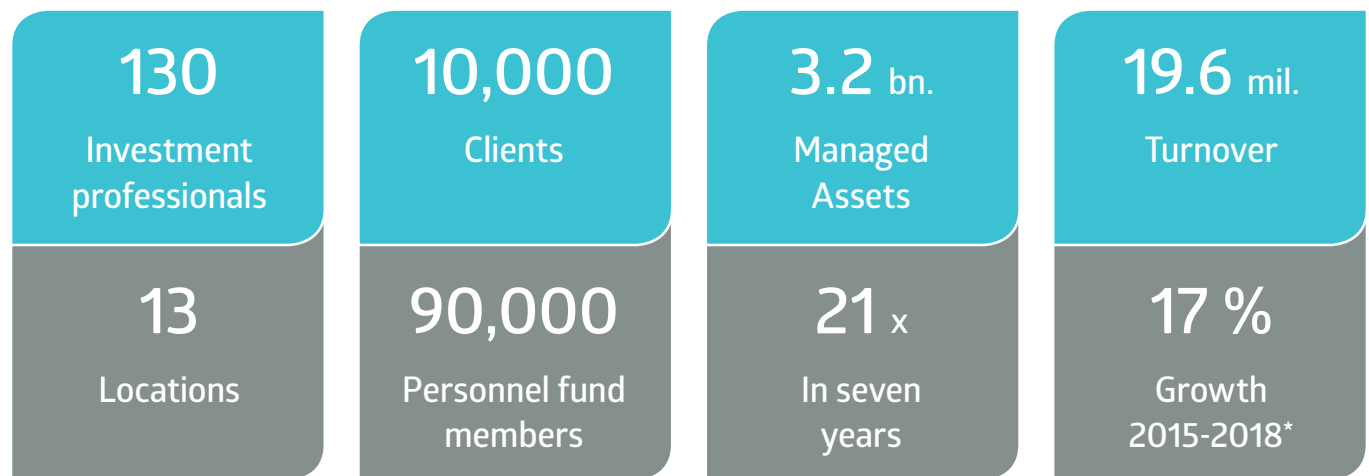 130
Investment
professionals
13
Locations
10,000
Clients
90,000
Personnel fund
members
3.2 bn.
Managed
Assets
21 x
In seven
years
19.6 mil.
Turnover
17 %
Growth
2015-2018*